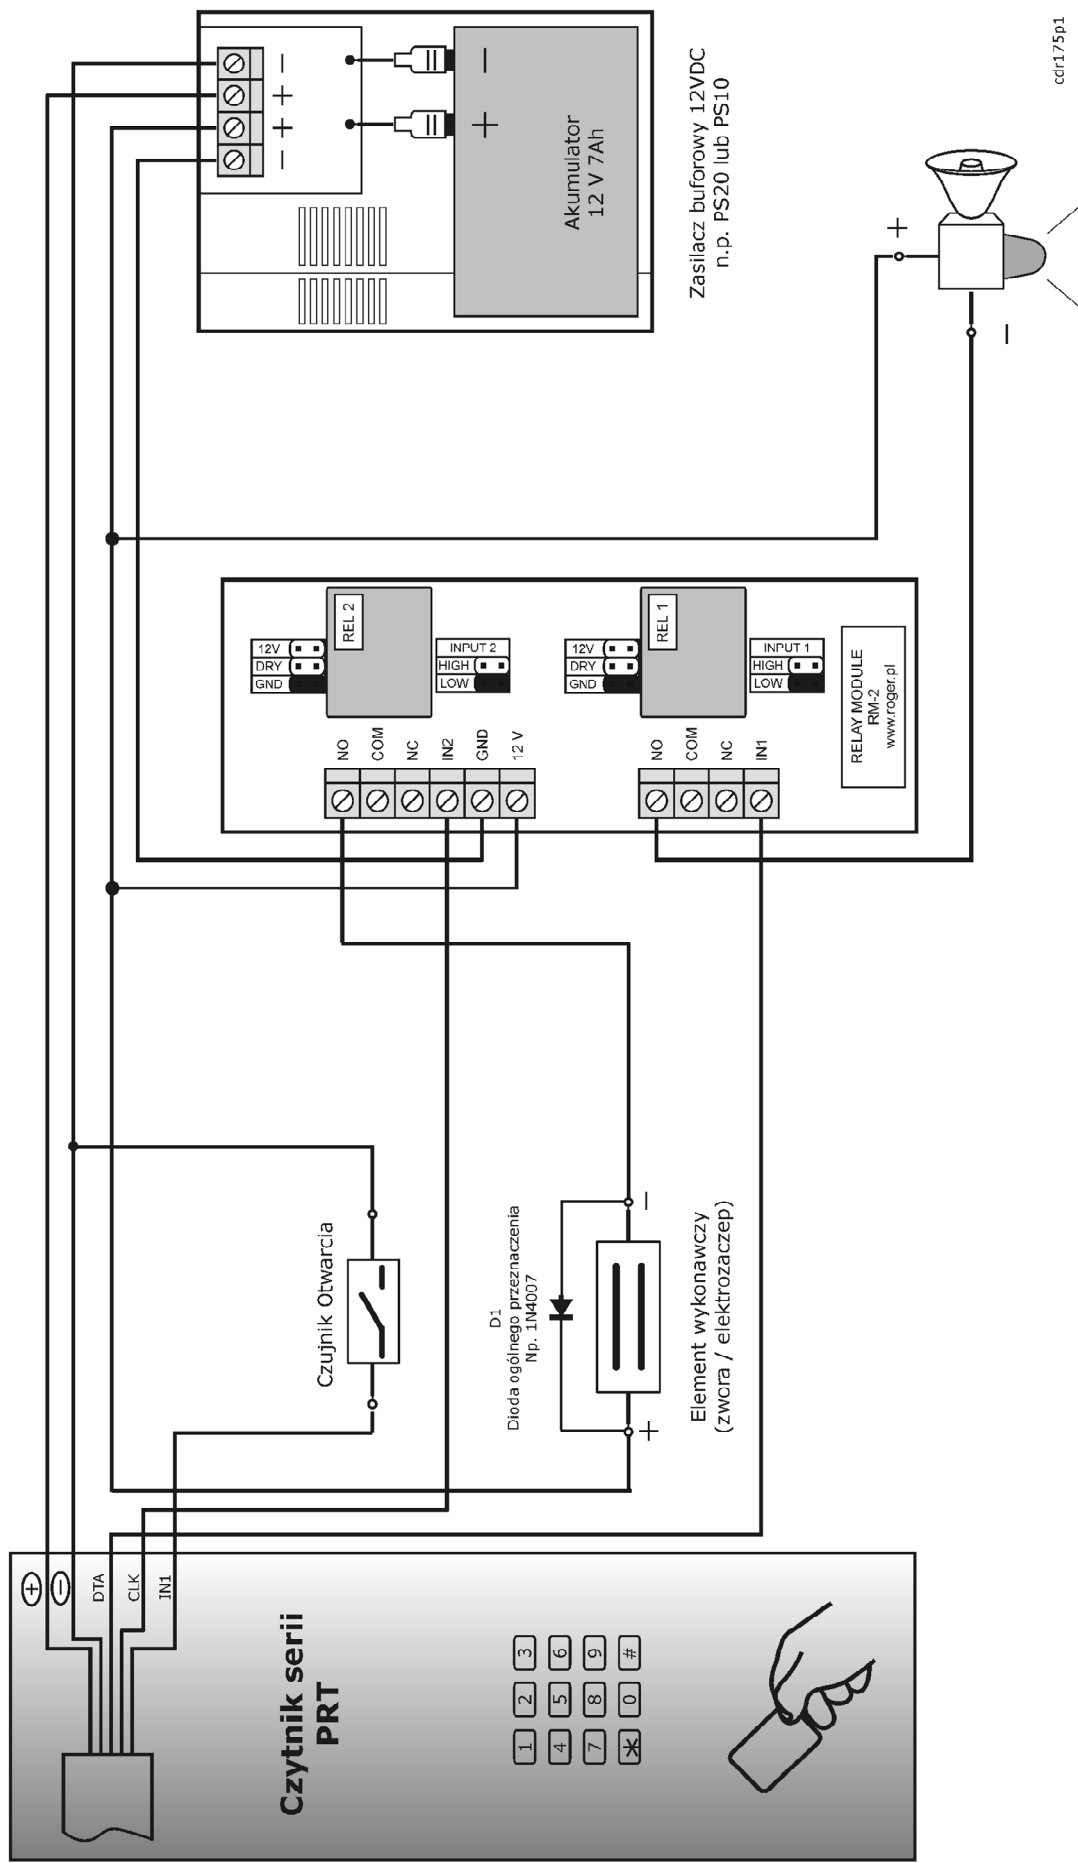 cdr175p1
−
+
+
−
−
+
Akumulator
12 V 7Ah
Zasilacz buforowy 12VDC
n.p. PS20 lub PS10
+
−
REL 2
12V
DRY
GND
INPUT 2
HIGH
LOW
NO
COM
NC
IN2
GND
12 V
REL 1
12V
DRY
GND
INPUT 1
HIGH
LOW
NO
COM
NC
IN1
RELAY MODULE
RM-2
www.roger.pl
Czujnik Otwarcia
D1
Dioda ogólnego przeznaczenia
Np. 1N4007
−
+
Element wykonawczy
(zwora / elektrozaczep)
+
−
DTA
CLK
IN1
Czytnik serii
PRT
1 2 3
4 5 6
7 8 9
* 0 #